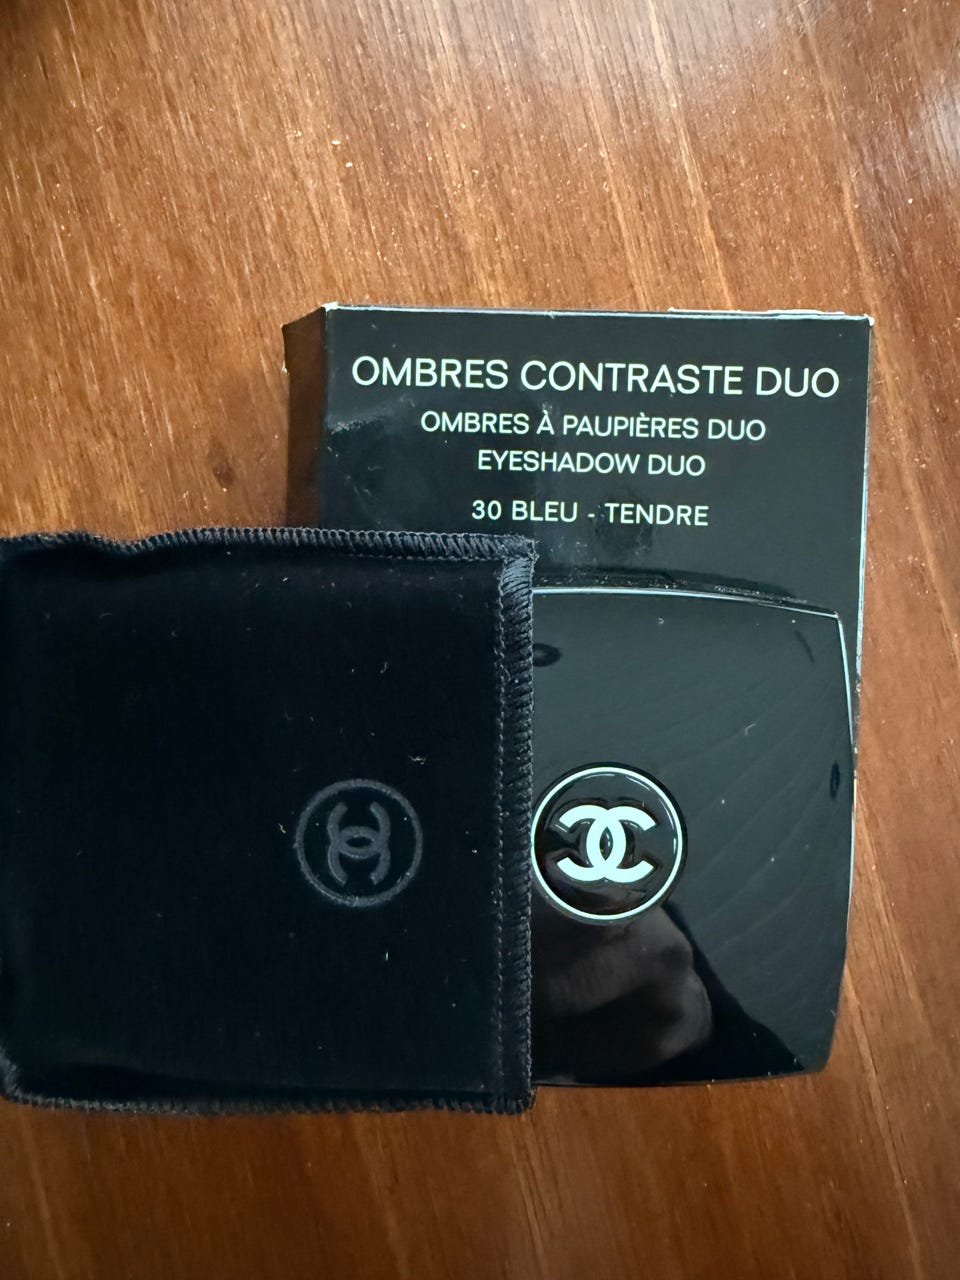 OMBRES CONTRASTE DUO
OMBRES À PAUPIÈRES DUO
EYESHADOW DUO
30 BLEU - TENDRE